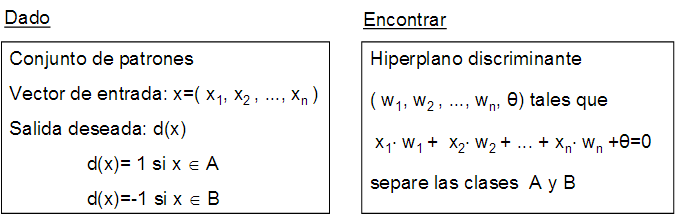 Dado
Conjunto de patrones
Vector de entrada: x=( x₁, x₂ , ..., xₙ )
Salida deseada: d(x)
d(x)= 1 si x ∈ A
d(x)=-1 si x ∈ B
Encontrar
Hiperplano discriminante
( w₁, w₂ , ..., wₙ, θ) tales que
x₁· w₁ + x₂· w₂ + ... + xₙ· wₙ +θ=0
separe las clases A y B